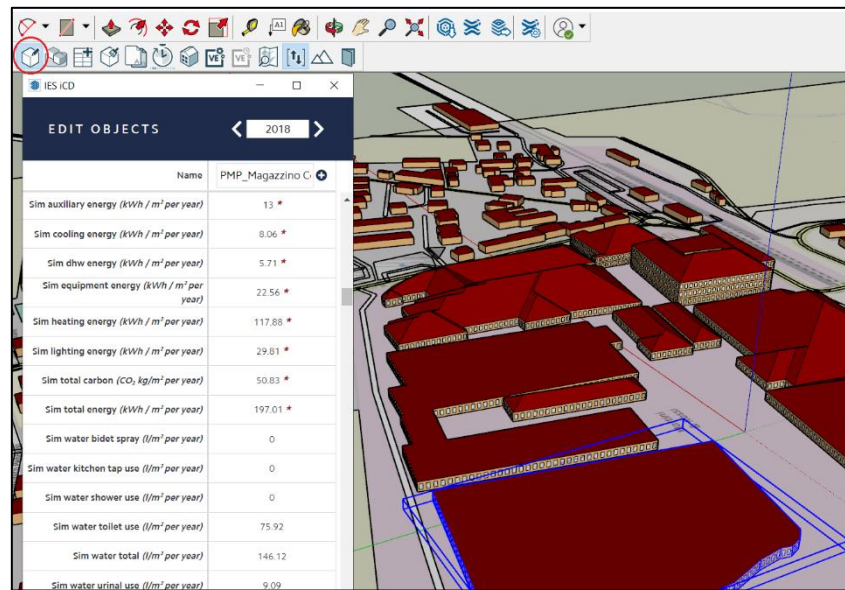 A1
VE
VE
IES iCD
EDIT OBJECTS
2018
Name PMP_Magazzino C
Sim auxiliary energy (kWh / m² per year) 13 *
Sim cooling energy (kWh / m² per year) 8.06 *
Sim dhw energy (kWh / m² per year) 5.71 *
Sim equipment energy (kWh / m² per
year) 22.56 *
Sim heating energy (kWh / m² per year) 117.88 *
Sim lighting energy (kWh / m² per year) 29.81 *
Sim total carbon (CO₂ kg/m² per year) 50.83 *
Sim total energy (kWh / m² per year) 197.01 *
Sim water bidet spray (l/m² per year) 0
Sim water kitchen tap use (l/m² per year) 0
Sim water shower use (l/m² per year) 0
Sim water toilet use (l/m² per year) 75.92
Sim water total (l/m² per year) 146.12
Sim water urinal use (l/m² per year) 9.09